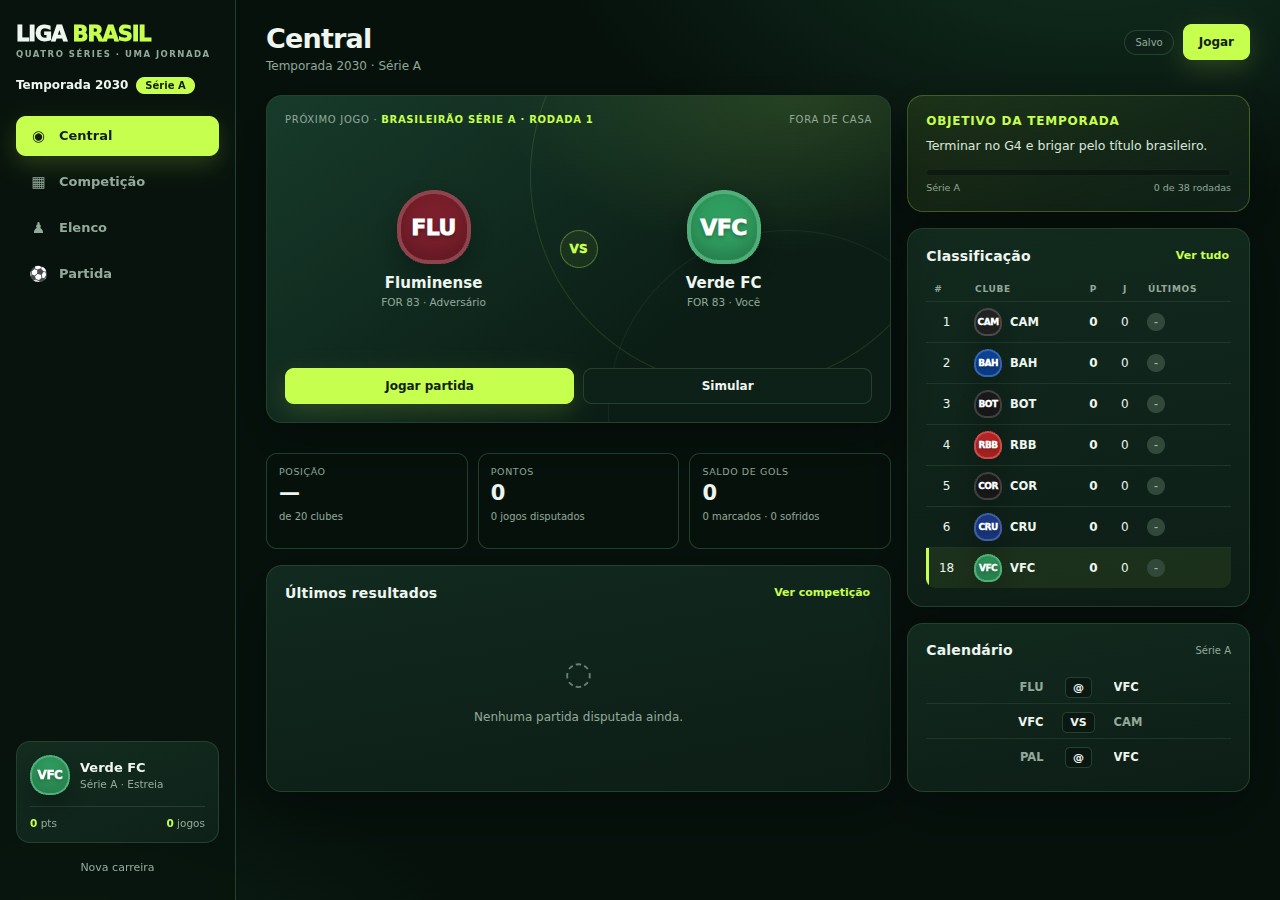 LIGA BRASIL
QUATRO SÉRIES · UMA JORNADA
Temporada 2030 Série A
Central
Competição
Elenco
Partida
VFC Verde FC
Série A · Estreia
0 pts 0 jogos
Nova carreira
Central
Temporada 2030 · Série A
Salvo Jogar
PRÓXIMO JOGO · BRASILEIRÃO SÉRIE A · RODADA 1 FORA DE CASA
FLU VS VFC
Fluminense Verde FC
FOR 83 · Adversário FOR 83 · Você
Jogar partida Simular
POSIÇÃO
—
de 20 clubes
PONTOS
0
0 jogos disputados
SALDO DE GOLS
0
0 marcados · 0 sofridos
Últimos resultados Ver competição
Nenhuma partida disputada ainda.
OBJETIVO DA TEMPORADA
Terminar no G4 e brigar pelo título brasileiro.
Série A 0 de 38 rodadas
Classificação Ver tudo
# CLUBE P J ÚLTIMOS
1 CAM CAM 0 0 -
2 BAH BAH 0 0 -
3 BOT BOT 0 0 -
4 RBB RBB 0 0 -
5 COR COR 0 0 -
6 CRU CRU 0 0 -
18 VFC VFC 0 0 -
Calendário Série A
FLU @ VFC
VFC VS CAM
PAL @ VFC